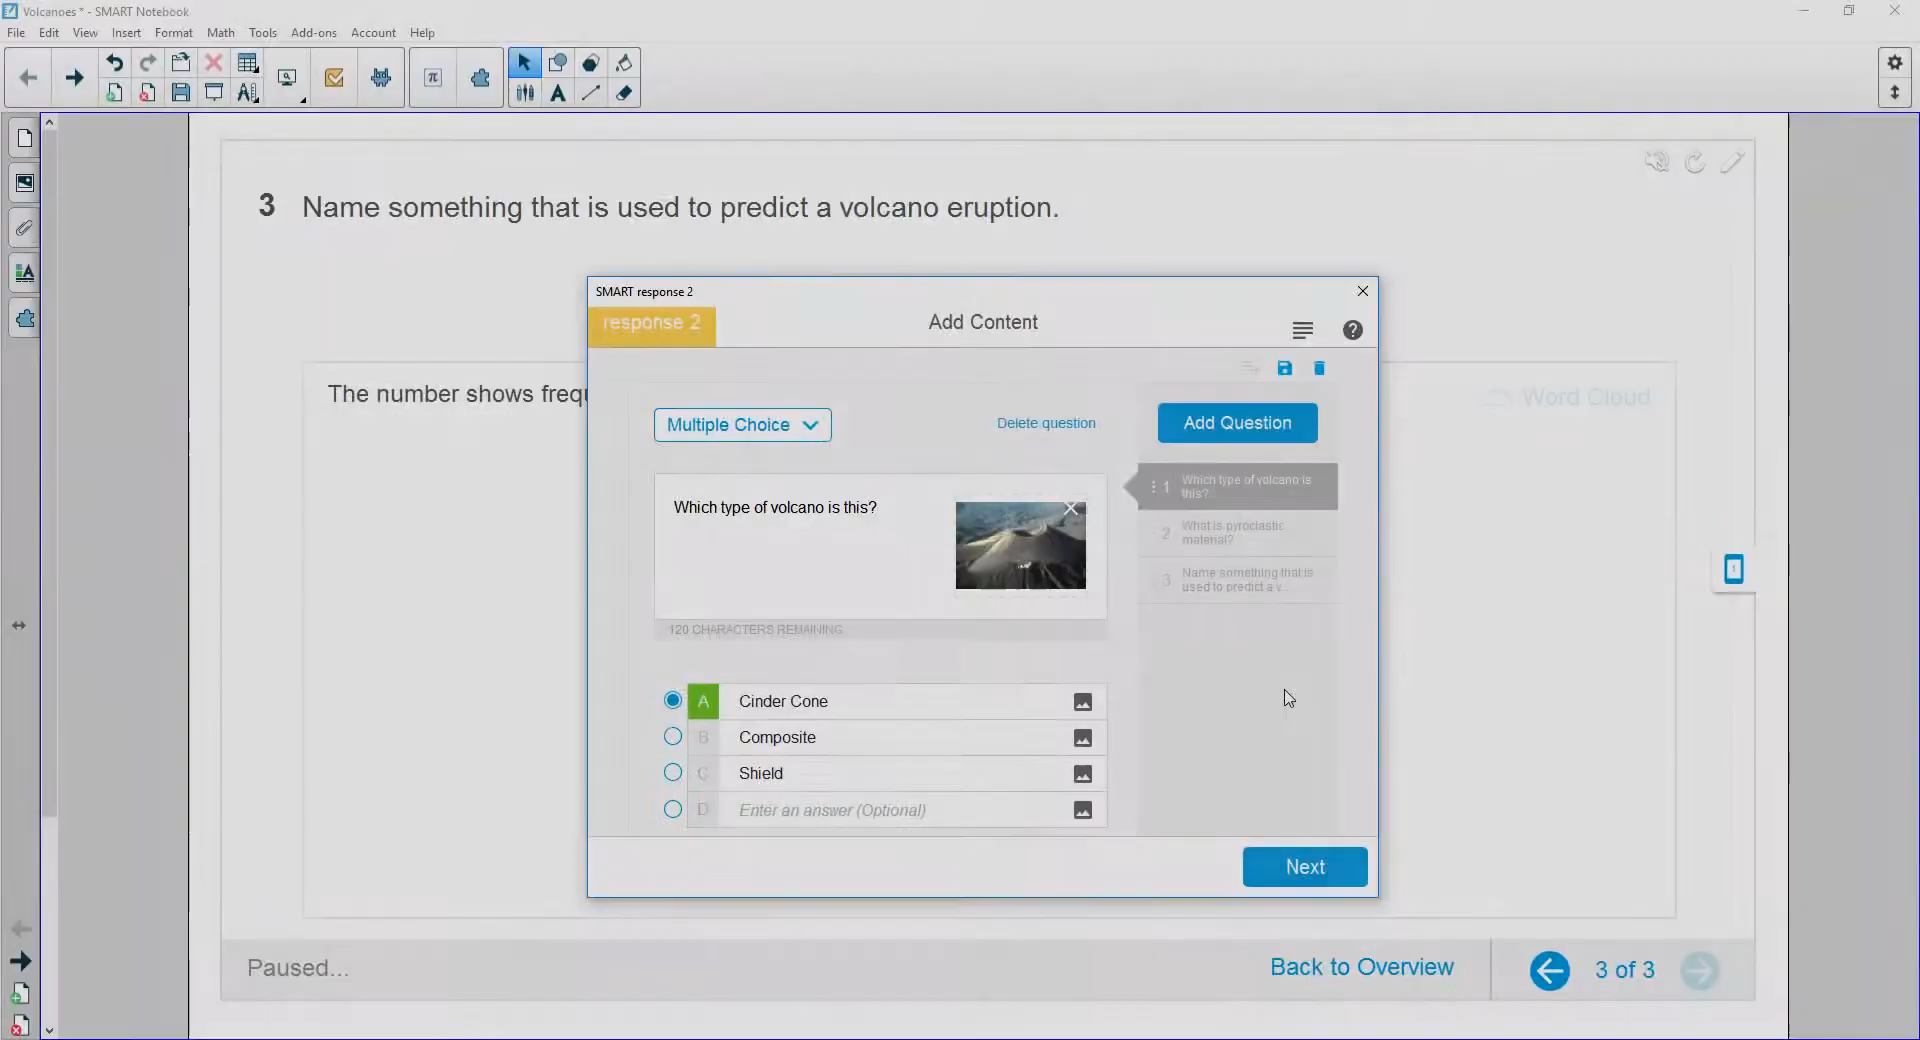 Volcanoes * - SMART Notebook
File Edit View Insert Format Math Tools Add-ons Account Help
3 Name something that is used to predict a volcano eruption.
The number shows frequ
Word Cloud
SMART response 2
response 2
Add Content
Multiple Choice
Delete question
Add Question
Which type of volcano is this?
120 CHARACTERS REMAINING
1 Which type of volcano is
this?
2 What is pyroclastic
material?
3 Name something that is
used to predict a v...
A Cinder Cone
B Composite
C Shield
D Enter an answer (Optional)
Next
1
Paused...
Back to Overview
3 of 3